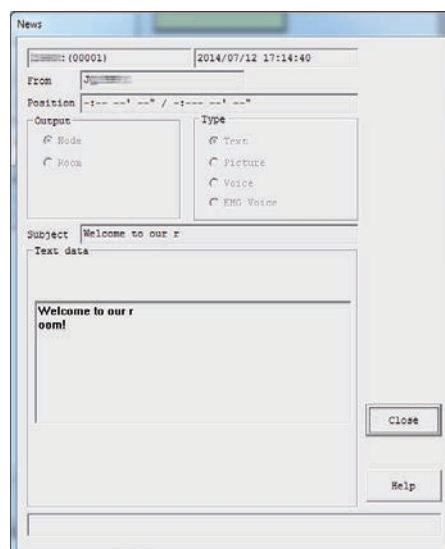 News
(00001) 2014/07/12 17:14:40
From J
Position -:-- --'--" / -:--- --'--"
Output Type
Node Text
Room Picture
Voice
EMG Voice
Subject Welcome to our r
Text data
Welcome to our r
oom!
Close
Help